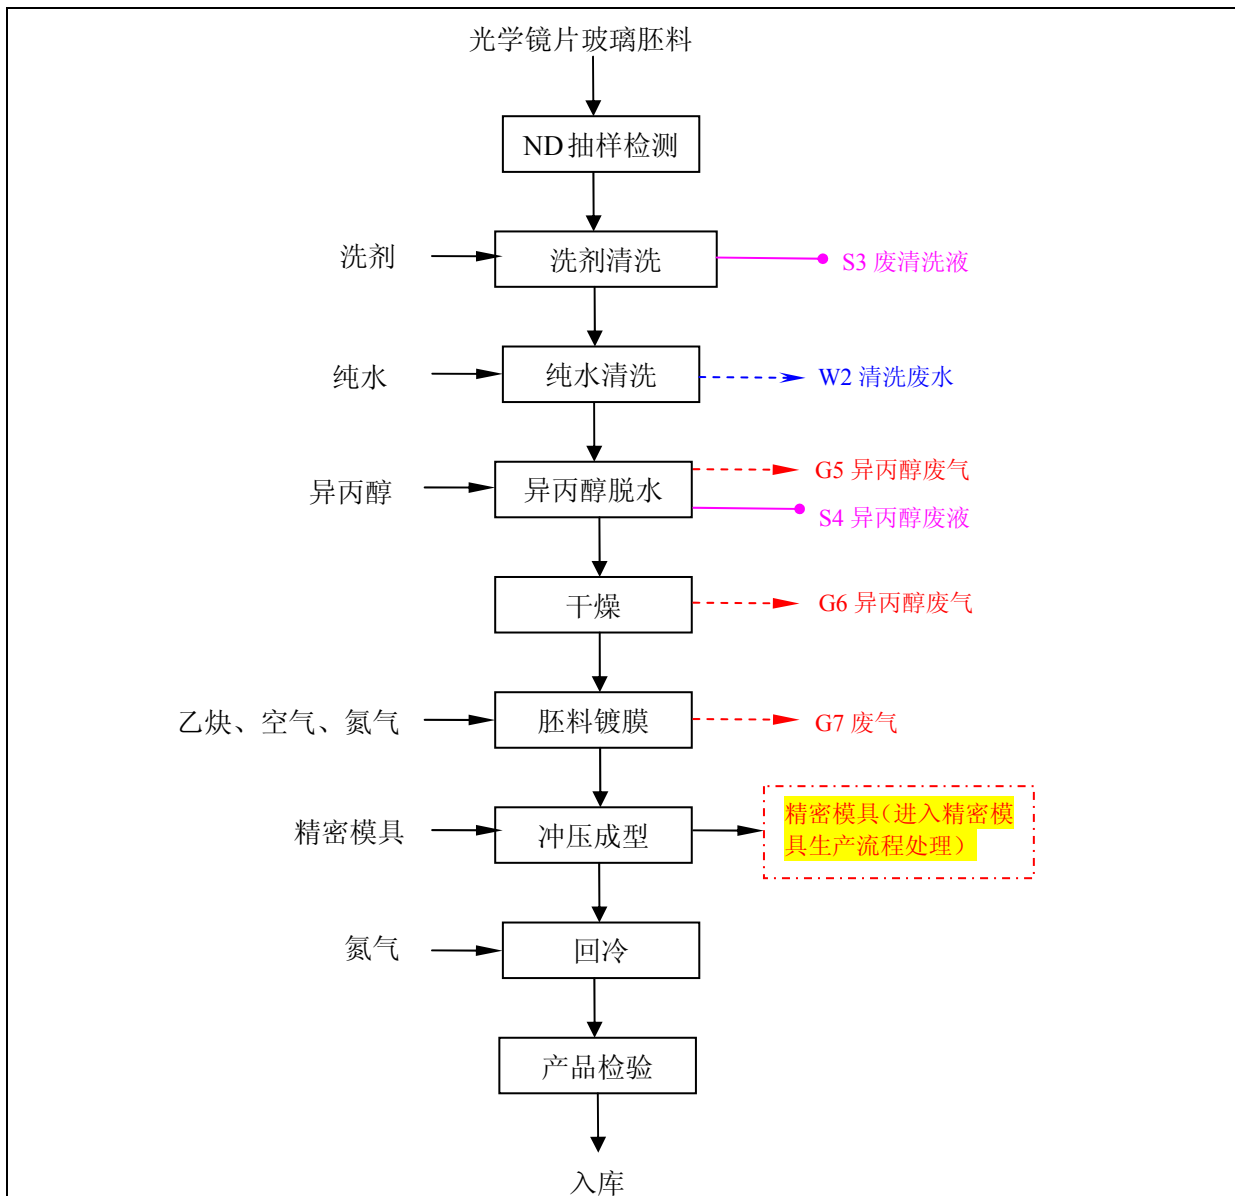 光学镜片玻璃胚料
ND 抽样检测
洗剂
洗剂清洗
S3 废清洗液
纯水
纯水清洗
W2 清洗废水
异丙醇
异丙醇脱水
G5 异丙醇废气
S4 异丙醇废液
干燥
G6 异丙醇废气
乙炔、空气、氮气
胚料镀膜
G7 废气
精密模具
冲压成型
精密模具（进入精密模
具生产流程处理）
氮气
回冷
产品检验
入库